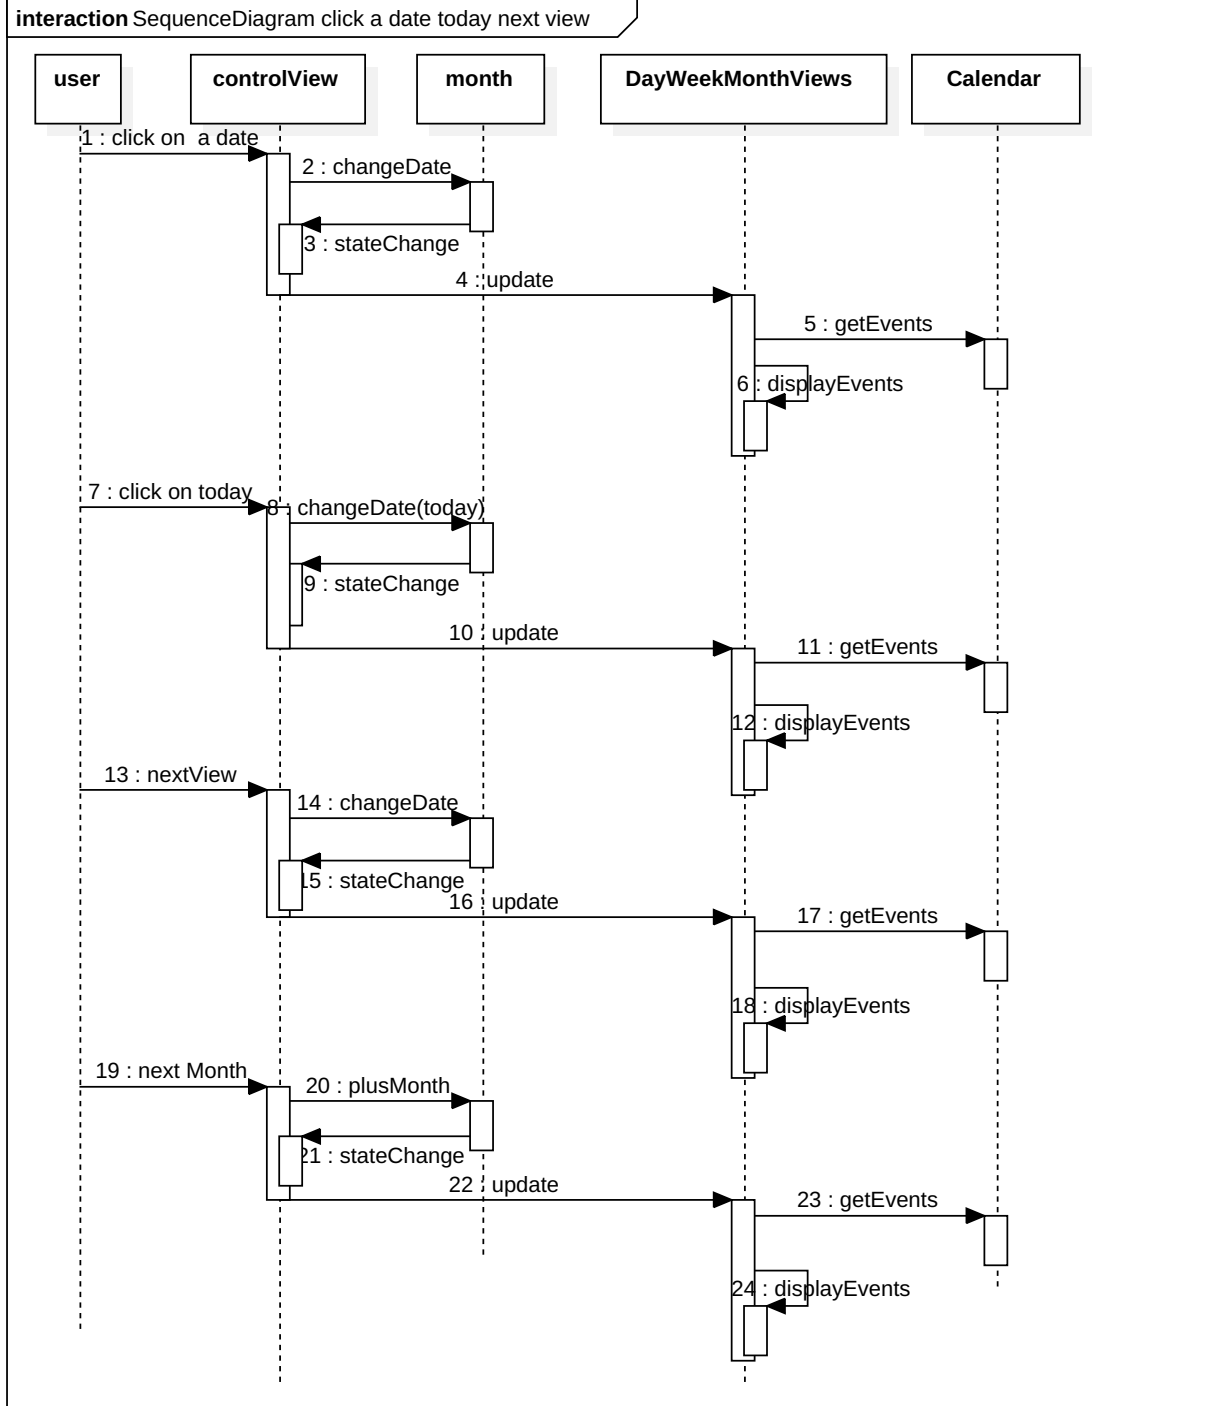 interaction SequenceDiagram click a date today next view
user
controlView
month
DayWeekMonthViews
Calendar
1 : click on  a date
2 : changeDate
3 : stateChange
4 : update
5 : getEvents
6 : displayEvents
7 : click on today
8 : changeDate(today)
9 : stateChange
10 : update
11 : getEvents
12 : displayEvents
13 : nextView
14 : changeDate
15 : stateChange
16 : update
17 : getEvents
18 : displayEvents
19 : next Month
20 : plusMonth
21 : stateChange
22 : update
23 : getEvents
24 : displayEvents